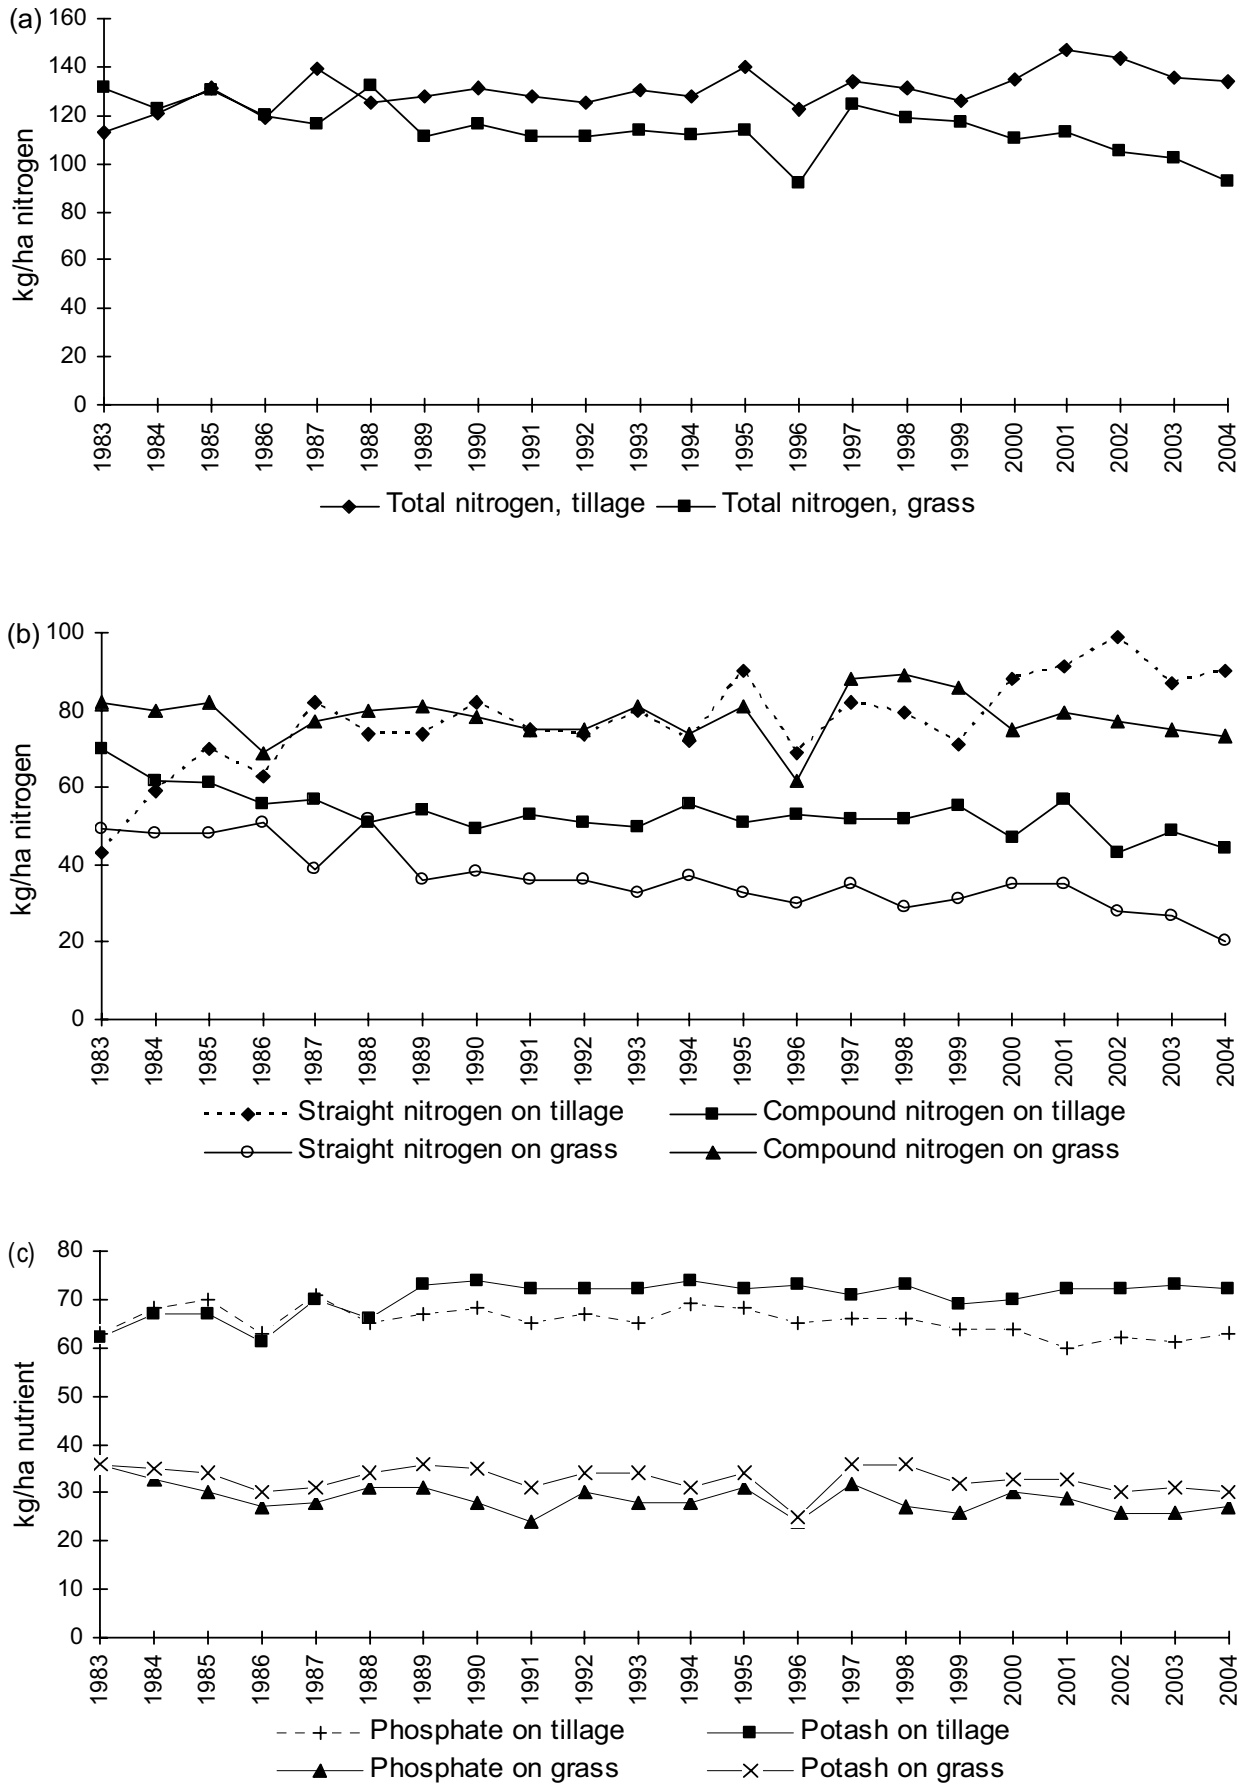 (a) 160
140
120
100
80
60
40
20
0
kg/ha nitrogen
1983 1984 1985 1986 1987 1988 1989 1990 1991 1992 1993 1994 1995 1996 1997 1998 1999 2000 2001 2002 2003 2004
Total nitrogen, tillage Total nitrogen, grass
(b) 100
80
60
40
20
0
kg/ha nitrogen
1983 1984 1985 1986 1987 1988 1989 1990 1991 1992 1993 1994 1995 1996 1997 1998 1999 2000 2001 2002 2003 2004
Straight nitrogen on tillage Compound nitrogen on tillage
Straight nitrogen on grass Compound nitrogen on grass
(c) 80
70
60
50
40
30
20
10
0
kg/ha nutrient
1983 1984 1985 1986 1987 1988 1989 1990 1991 1992 1993 1994 1995 1996 1997 1998 1999 2000 2001 2002 2003 2004
Phosphate on tillage Potash on tillage
Phosphate on grass Potash on grass